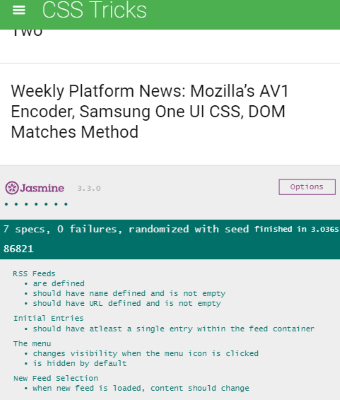 CSS Tricks
Two
Weekly Platform News: Mozilla's AV1
Encoder, Samsung One UI CSS, DOM
Matches Method
Jasmine 3.3.0 Options
7 specs, 0 failures, randomized with seed finished in 3.036s
86821
RSS Feeds
• are defined
• should have name defined and is not empty
• should have URL defined and is not empty
Initial Entries
• should have atleast a single entry within the feed container
The menu
• changes visibility when the menu icon is clicked
• is hidden by default
New Feed Selection
• when new feed is loaded, content should change